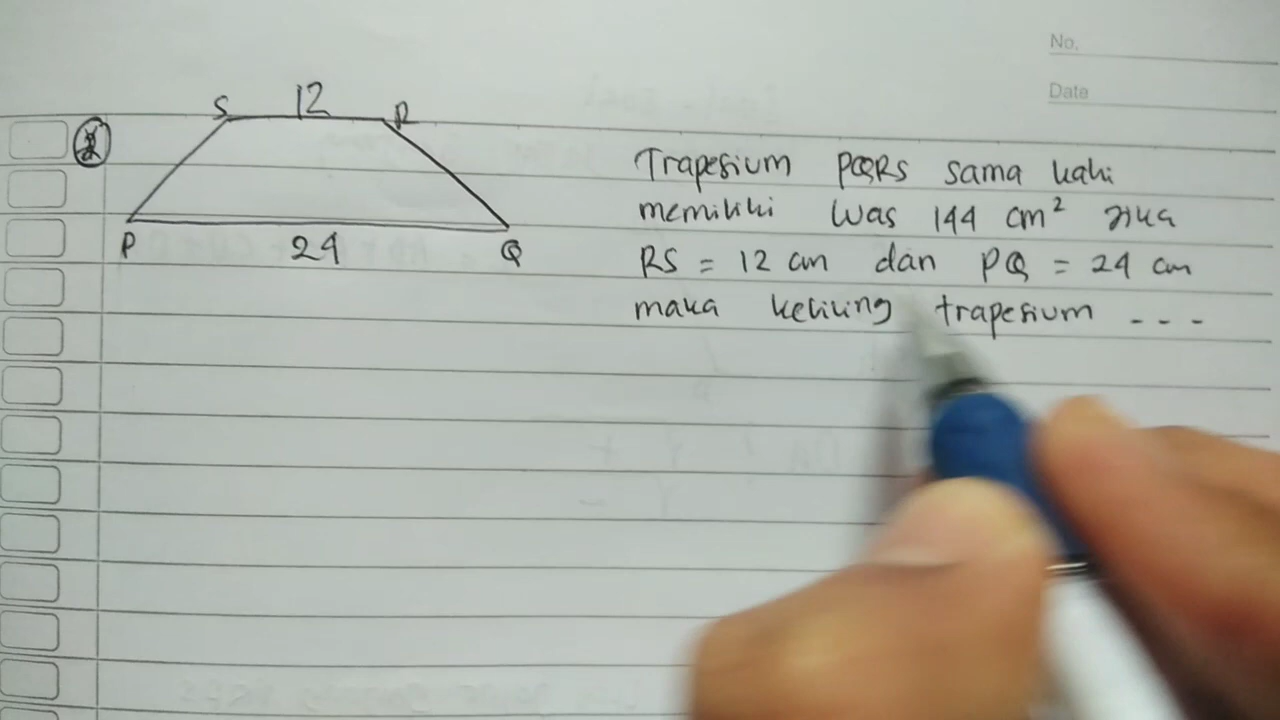 No.
Date
S 12 R
P 24 Q
Trapesium PQRS sama kaki
memiliki luas 144 cm² jika
RS = 12 cm dan PQ = 24 cm
maka keliling trapesium - - -